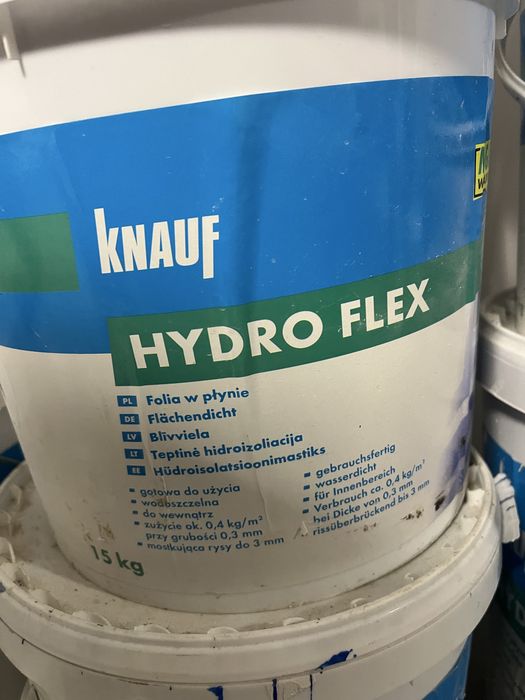 KNAUF
HYDRO FLEX
PL Folia w płynie
DE Flächendicht
LV Blīvviela
LT Teptinė hidroizoliacija
EE Hüdroisolatsioonimastiks
▪ gotowa do użycia
▪ wodoszczelna
▪ do wewnątrz
▪ zużycie ok. 0,4 kg/m²
przy grubości 0,3 mm
▪ mostkująca rysy do 3 mm
▪ gebrauchsfertig
▪ wasserdicht
▪ für Innenbereich
▪ Verbrauch ca. 0,4 kg/m²
bei Dicke von 0,3 mm
▪ rissüberbrückend bis 3 mm
15 kg